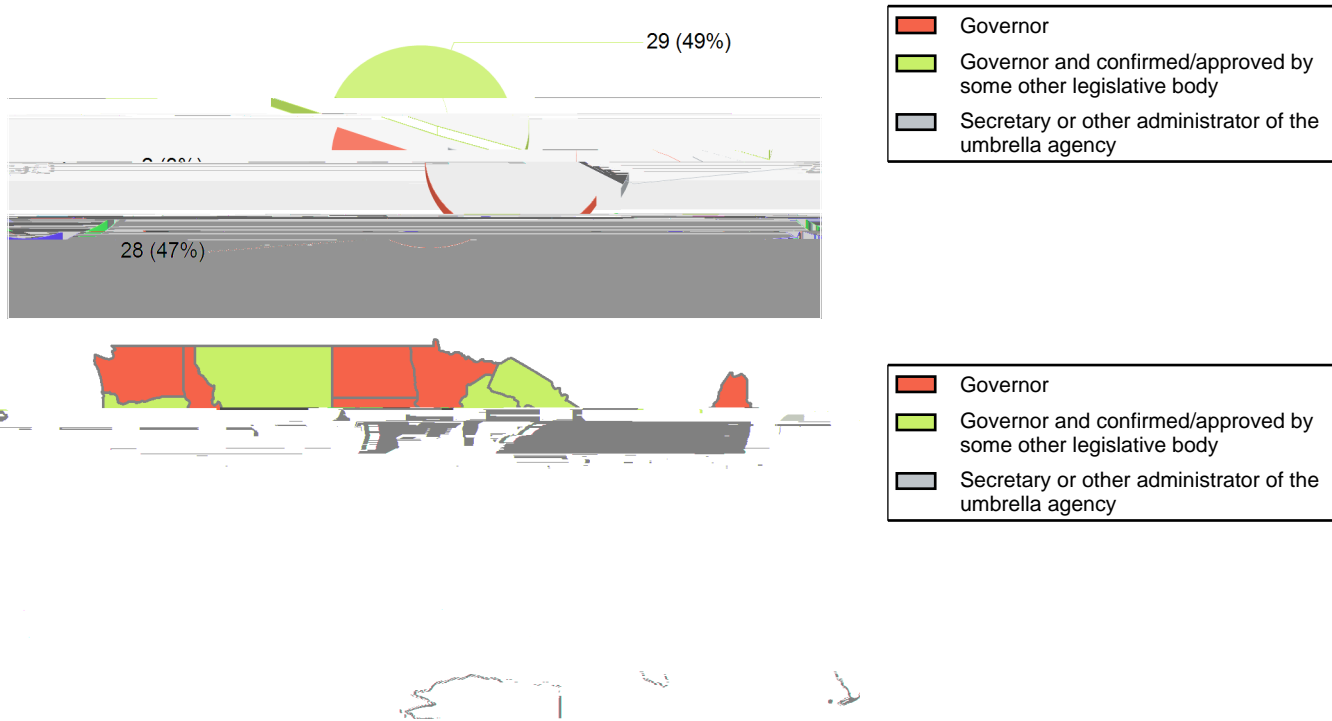 29 (49%)
28 (47%)
Governor
Governor and confirmed/approved by
some other legislative body
Secretary or other administrator of the
umbrella agency
Governor
Governor and confirmed/approved by
some other legislative body
Secretary or other administrator of the
umbrella agency